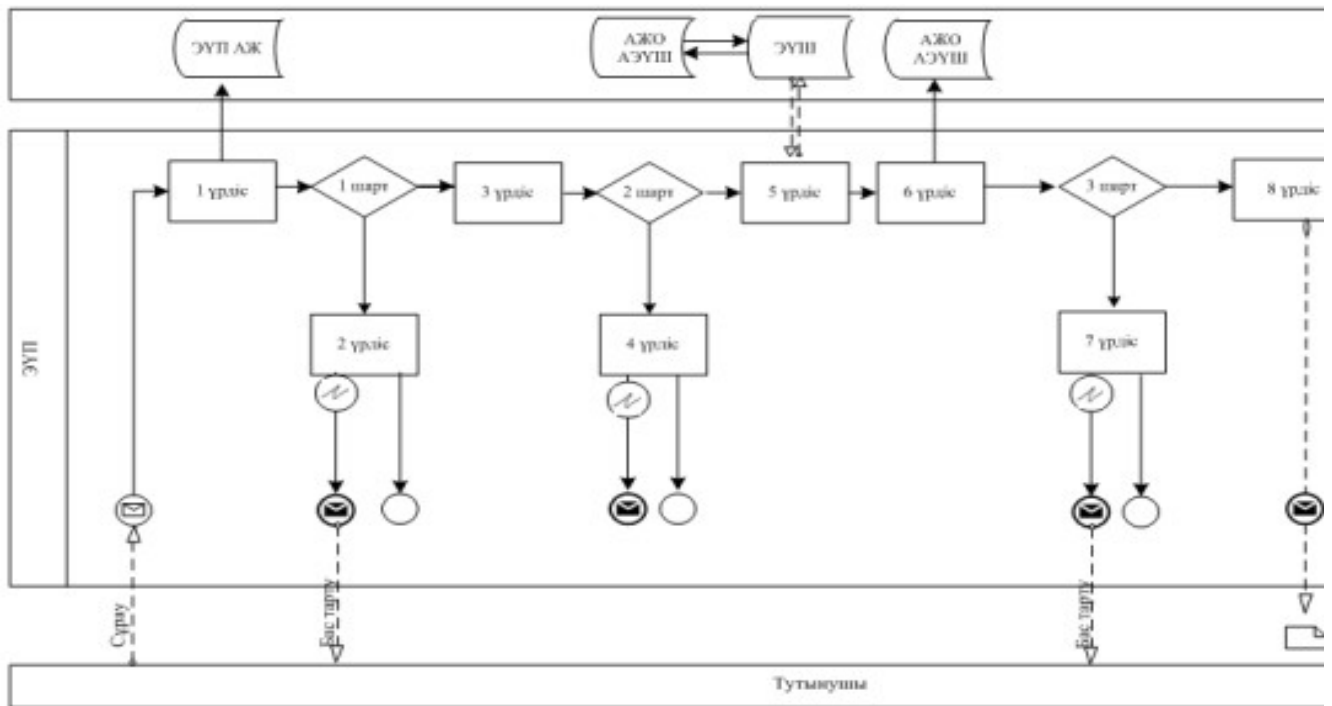 ЭҮП АЖ
АЖО
АЭҮШ
ЭҮШ
АЖО
АЭҮШ
1 үрдіс
1 шарт
3 үрдіс
2 шарт
5 үрдіс
6 үрдіс
3 шарт
8 үрдіс
2 үрдіс
4 үрдіс
7 үрдіс
ЭҮП
Сұрау
Бас тарту
Бас тарту
Тутынушы